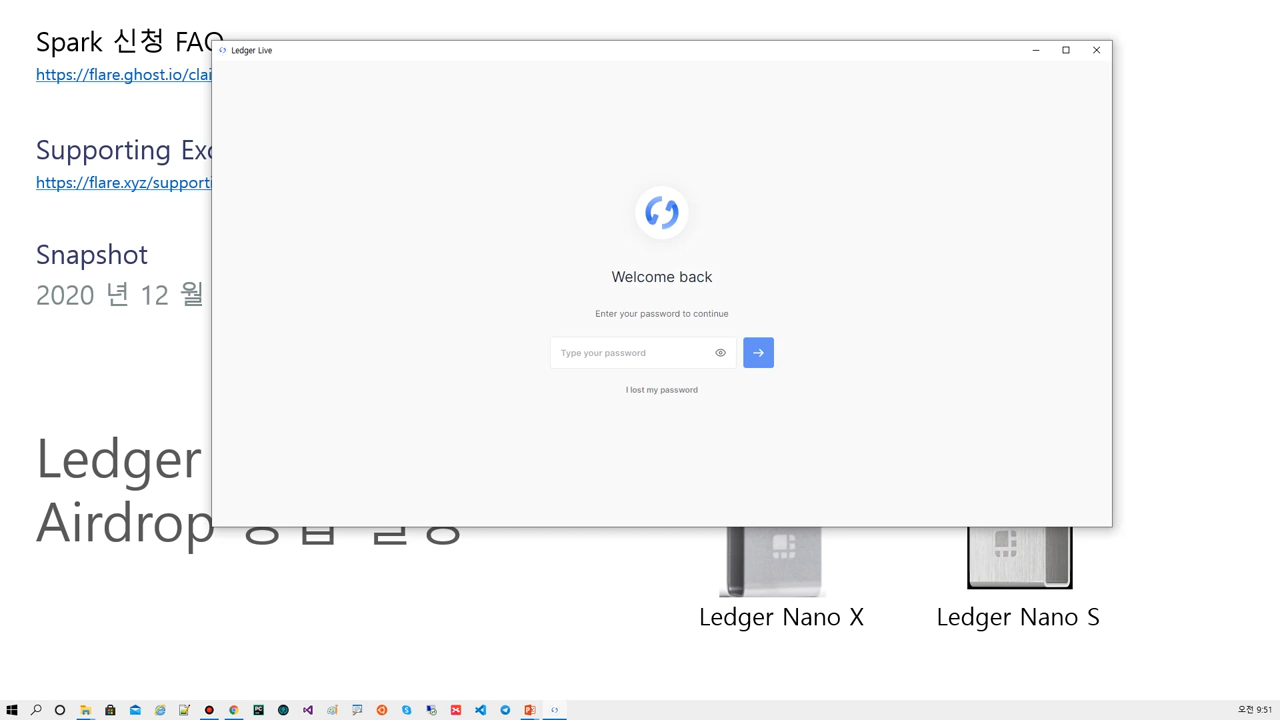 Spark 신청 FAQ
https://flare.ghost.io/clai
Supporting Exc
https://flare.xyz/supporti
Snapshot
2020 년 12 월
Ledger
Airdrop
Ledger Live
Welcome back
Enter your password to continue
Type your password
I lost my password
Ledger Nano X
Ledger Nano S
오전 9:51